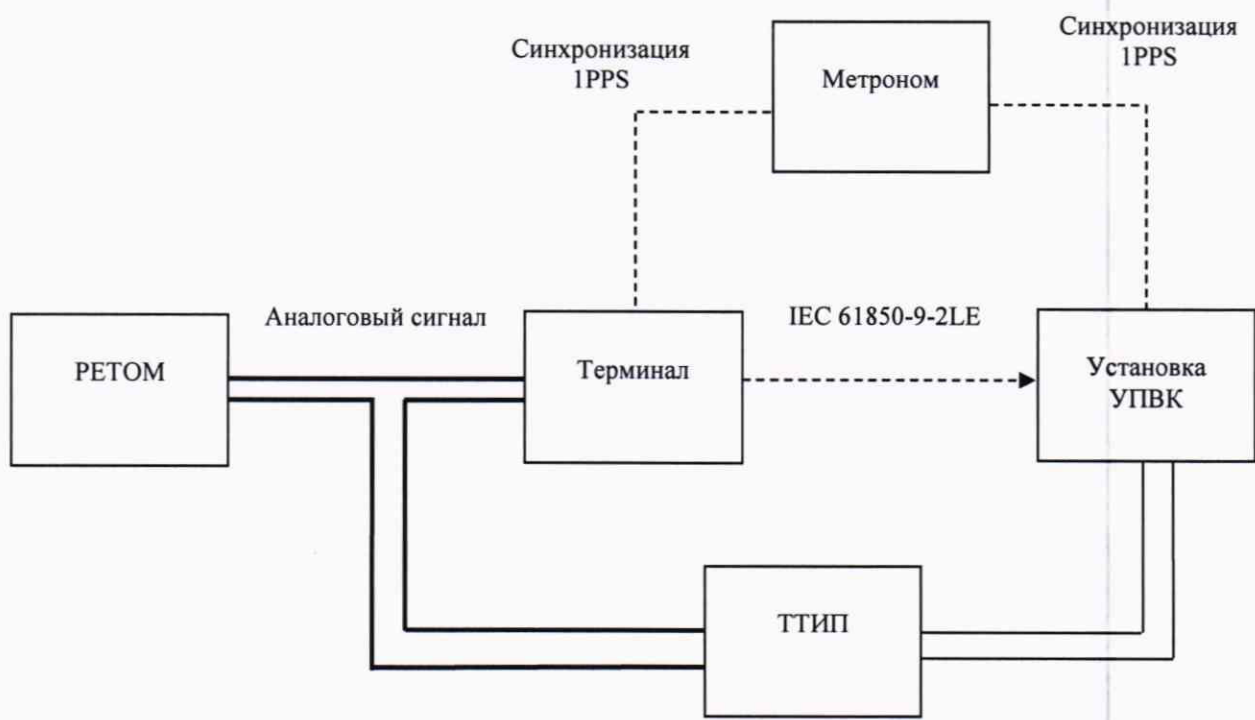 Синхронизация
1PPS
Метроном
Синхронизация
1PPS
РЕТОМ
Аналоговый сигнал
Терминал
IEC 61850-9-2LE
Установка
УПВК
ТТИП